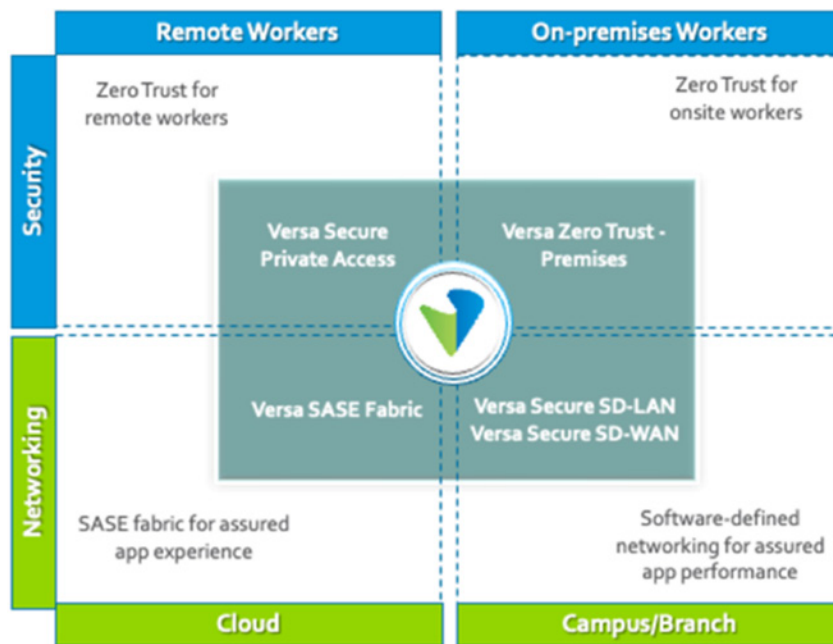 Remote Workers
On-premises Workers
Security
Zero Trust for
remote workers
Zero Trust for
onsite workers
Versa Secure
Private Access
Versa Zero Trust -
Premises
Networking
Versa SASE Fabric
Versa Secure SD-LAN
Versa Secure SD-WAN
SASE fabric for assured
app experience
Software-defined
networking for assured
app performance
Cloud
Campus/Branch